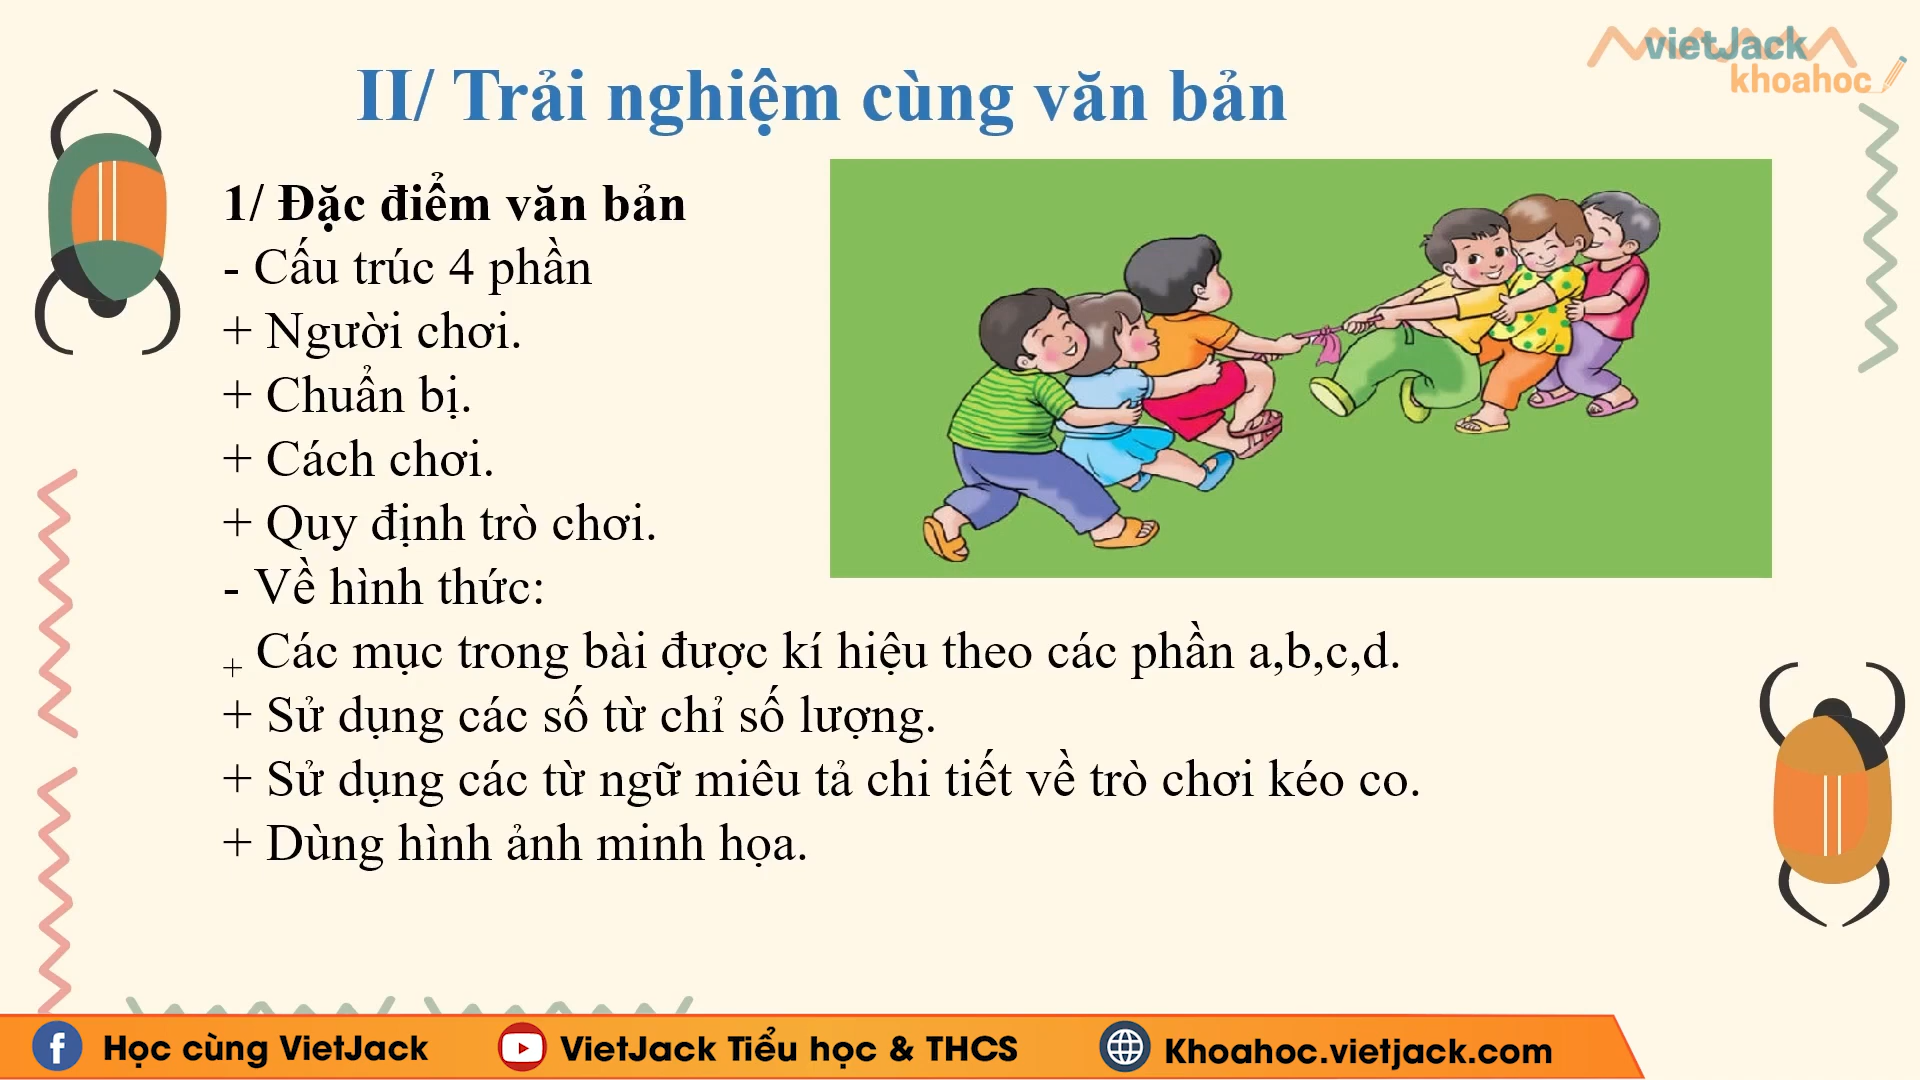 vietJack
khoahoc
II/ Trải nghiệm cùng văn bản
1/ Đặc điểm văn bản
- Cấu trúc 4 phần
+ Người chơi.
+ Chuẩn bị.
+ Cách chơi.
+ Quy định trò chơi.
- Về hình thức:
+ Các mục trong bài được kí hiệu theo các phần a,b,c,d.
+ Sử dụng các số từ chỉ số lượng.
+ Sử dụng các từ ngữ miêu tả chi tiết về trò chơi kéo co.
+ Dùng hình ảnh minh họa.
Học cùng VietJack
VietJack Tiểu học & THCS
Khoahoc.vietjack.com